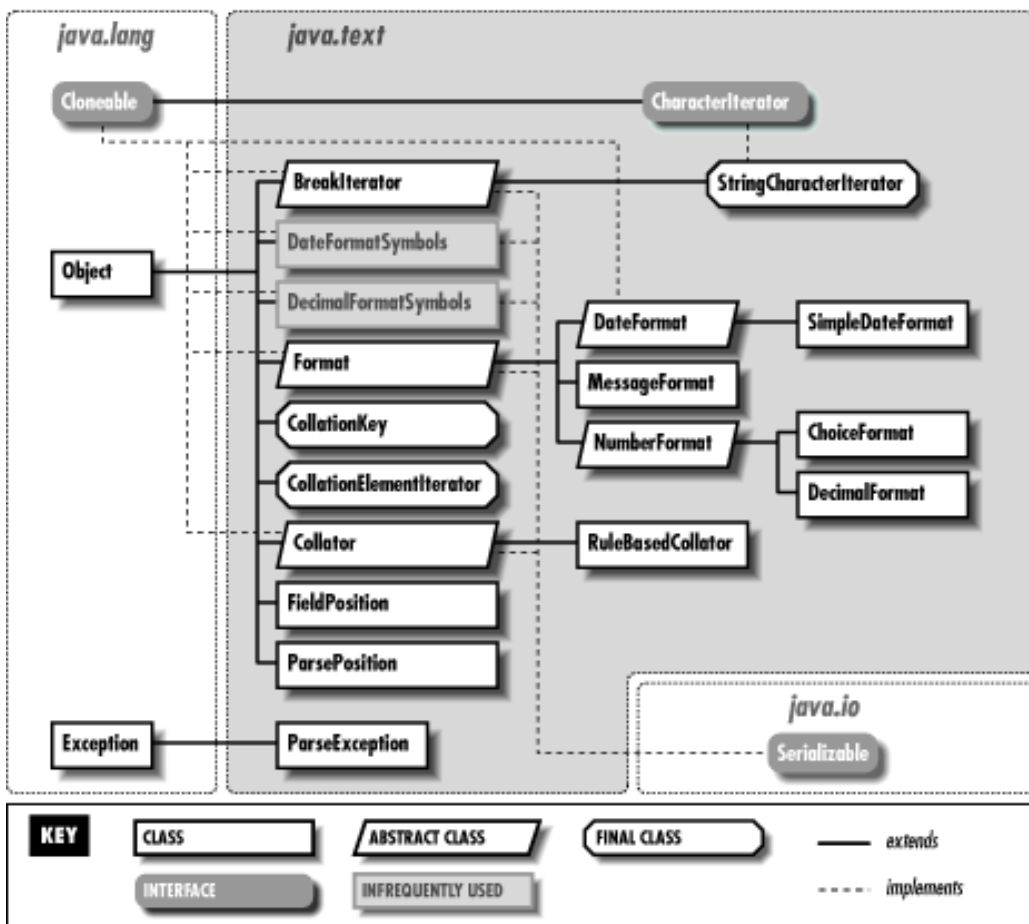 java.lang
java.text
Cloneable
CharacterIterator
BreakIterator
StringCharacterIterator
DateFormatSymbols
Object
DecimalFormatSymbols
DateFormat
SimpleDateFormat
Format
MessageFormat
CollationKey
NumberFormat
ChoiceFormat
CollationElementIterator
DecimalFormat
Collator
RuleBasedCollator
FieldPosition
ParsePosition
java.io
Exception
ParseException
Serializable
KEY
CLASS
ABSTRACT CLASS
FINAL CLASS
extends
INTERFACE
INFREQUENTLY USED
implements